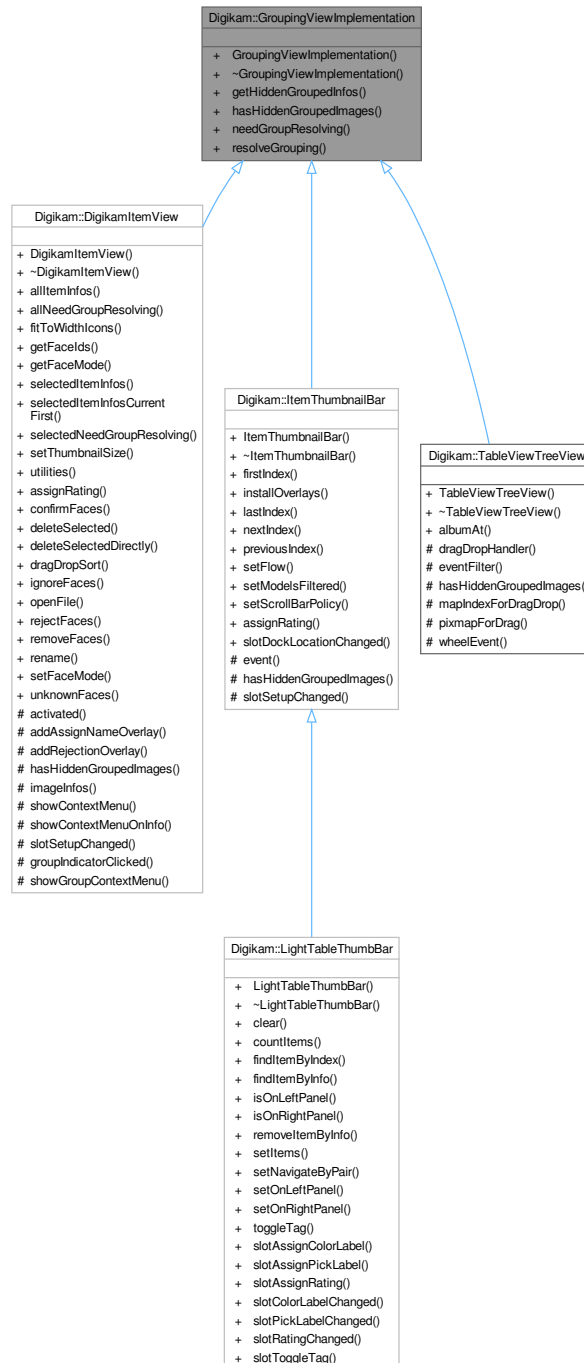 Digikam::GroupingViewImplementation
+ GroupingViewImplementation()
+ ~GroupingViewImplementation()
+ getHiddenGroupedInfos()
+ hasHiddenGroupedImages()
+ needGroupResolving()
+ resolveGrouping()
Digikam::DigikamItemView
+ DigikamItemView()
+ ~DigikamItemView()
+ allItemInfos()
+ allNeedGroupResolving()
+ fitToWidthIcons()
+ getFaceIds()
+ getFaceMode()
+ selectedItemInfos()
+ selectedItemInfosCurrent
First()
+ selectedNeedGroupResolving()
+ setThumbnailSize()
+ utilities()
+ assignRating()
+ confirmFaces()
+ deleteSelected()
+ deleteSelectedDirectly()
+ dragDropSort()
+ ignoreFaces()
+ openFile()
+ rejectFaces()
+ removeFaces()
+ rename()
+ setFaceMode()
+ unknownFaces()
# activated()
# addAssignNameOverlay()
# addRejectionOverlay()
# hasHiddenGroupedImages()
# imageInfos()
# showContextMenu()
# showContextMenuOnInfo()
# slotSetupChanged()
# groupIndicatorClicked()
# showGroupContextMenu()
Digikam::ItemThumbnailBar
+ ItemThumbnailBar()
+ ~ItemThumbnailBar()
+ firstIndex()
+ installOverlays()
+ lastIndex()
+ nextIndex()
+ previousIndex()
+ setFlow()
+ setModelsFiltered()
+ setScrollBarPolicy()
+ assignRating()
+ slotDockLocationChanged()
# event()
# hasHiddenGroupedImages()
# slotSetupChanged()
Digikam::TableViewTreeView
+ TableViewTreeView()
+ ~TableViewTreeView()
+ albumAt()
# dragDropHandler()
# eventFilter()
# hasHiddenGroupedImages()
# mapIndexForDragDrop()
# pixmapForDrag()
# wheelEvent()
Digikam::LightTableThumbBar
+ LightTableThumbBar()
+ ~LightTableThumbBar()
+ clear()
+ countItems()
+ findItemByIndex()
+ findItemByInfo()
+ isOnLeftPanel()
+ isOnRightPanel()
+ removeItemByInfo()
+ setItems()
+ setNavigateByPair()
+ setOnLeftPanel()
+ setOnRightPanel()
+ toggleTag()
+ slotAssignColorLabel()
+ slotAssignPickLabel()
+ slotAssignRating()
+ slotColorLabelChanged()
+ slotPickLabelChanged()
+ slotRatingChanged()
+ slotToggleTag()